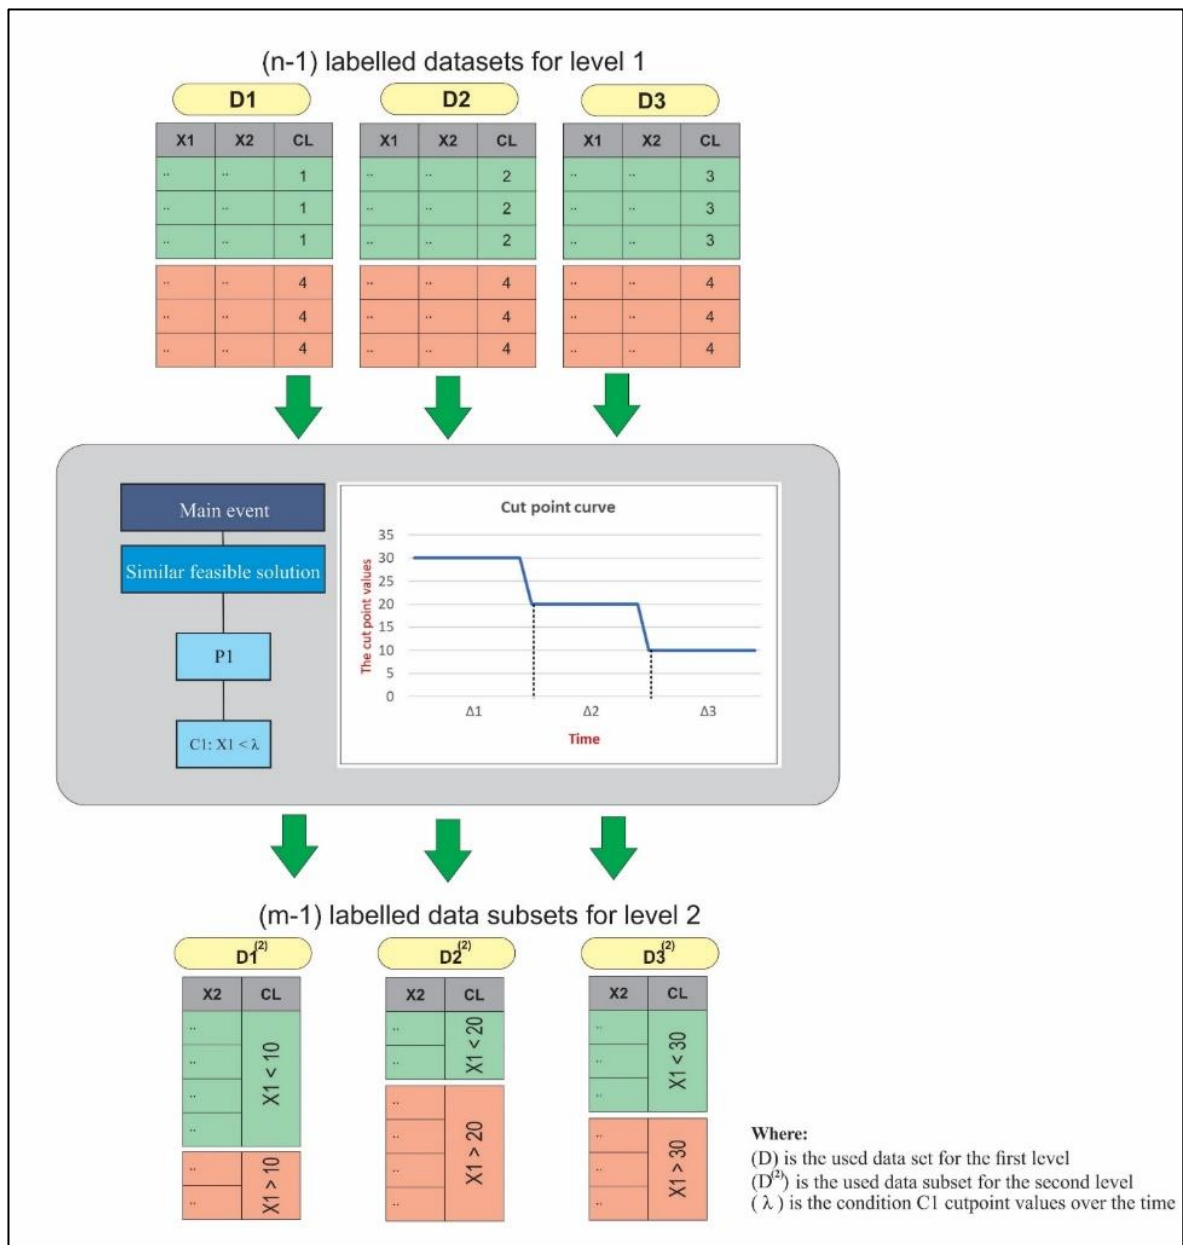 (n-1) labelled datasets for level 1
D1 D2 D3
X1 X2 CL X1 X2 CL X1 X2 CL
.. .. 1 .. .. 2 .. .. 3
.. .. 1 .. .. 2 .. .. 3
.. .. 1 .. .. 2 .. .. 3
.. .. 4 .. .. 4 .. .. 4
.. .. 4 .. .. 4 .. .. 4
.. .. 4 .. .. 4 .. .. 4
Main event
Similar feasible solution
P1
C1: X1 < λ
Cut point curve
The cut point values
35
30
25
20
15
10
5
0
Δ1 Δ2 Δ3
Time
(m-1) labelled data subsets for level 2
D1(2) D2(2) D3(2)
X2 CL X2 CL X2 CL
.. .. ..
.. .. ..
.. ..
..
X1 < 10 X1 < 20 X1 < 30
.. .. ..
.. .. ..
.. ..
..
X1 > 10 X1 > 20 X1 > 30
Where:
(D) is the used data set for the first level
(D(2)) is the used data subset for the second level
( λ ) is the condition C1 cutpoint values over the time